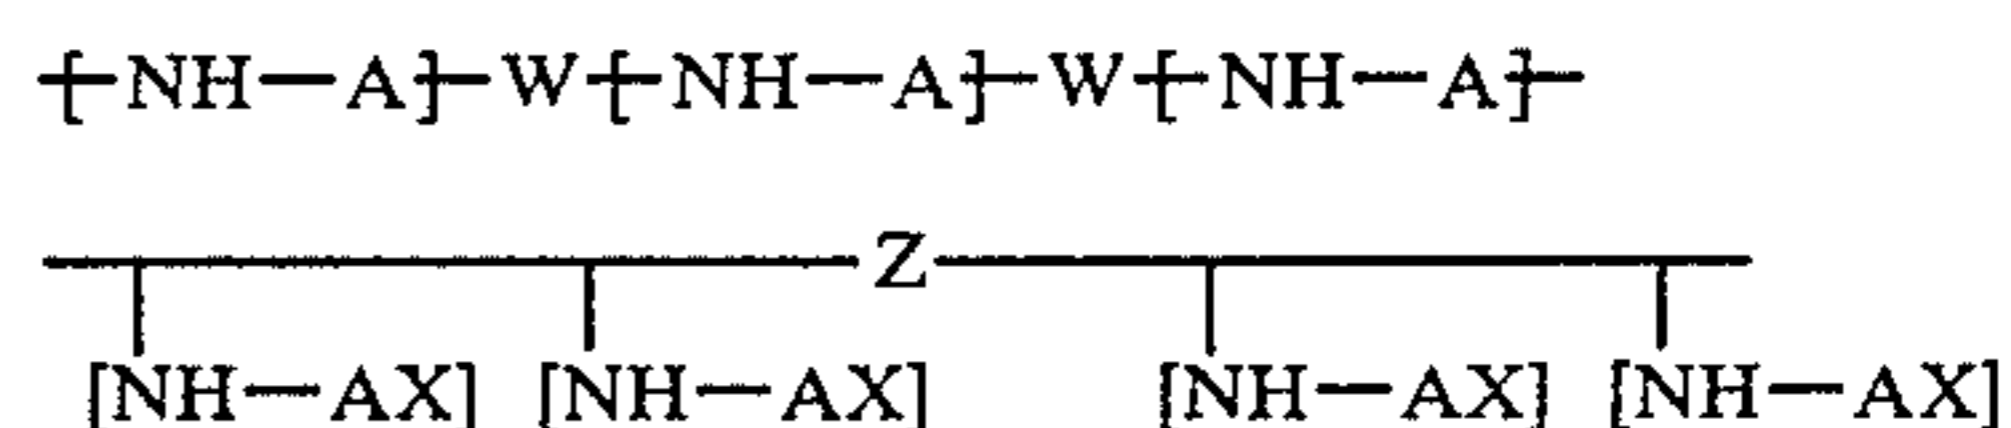 [NH—A]—W[NH—A]—W[NH—A]
Z
[NH—AX] [NH—AX] [NH—AX] [NH—AX]